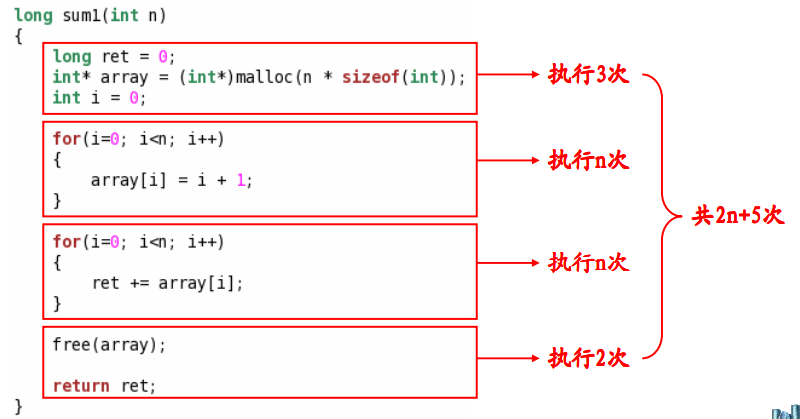 long sum1(int n)
{
long ret = 0;
int* array = (int*)malloc(n * sizeof(int));
int i = 0;
执行3次
for(i=0; i<n; i++)
{
array[i] = i + 1;
}
执行n次
共2n+5次
for(i=0; i<n; i++)
{
ret += array[i];
}
执行n次
free(array);
return ret;
执行2次
}